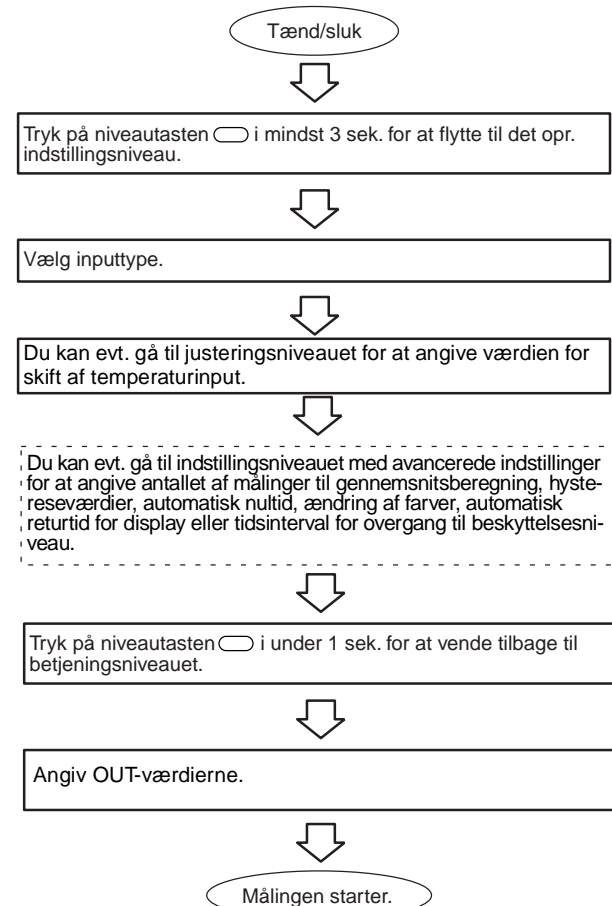 Tænd/sluk
Tryk på niveautasten i mindst 3 sek. for at flytte til det opr.
indstillingsniveau.
Vælg inputtype.
Du kan evt. gå til justeringsniveauet for at angive værdien for
skift af temperaturinput.
Du kan evt. gå til indstillingsniveauet med avancerede indstillinger
for at angive antallet af målinger til gennemsnitsberegning, hyste-
reseværdier, automatisk nultid, ændring af farver, automatisk
returtid for display eller tidsinterval for overgang til beskyttelsesni-
veau.
Tryk på niveautasten i under 1 sek. for at vende tilbage til
betjeningsniveauet.
Angiv OUT-værdierne.
Målingen starter.